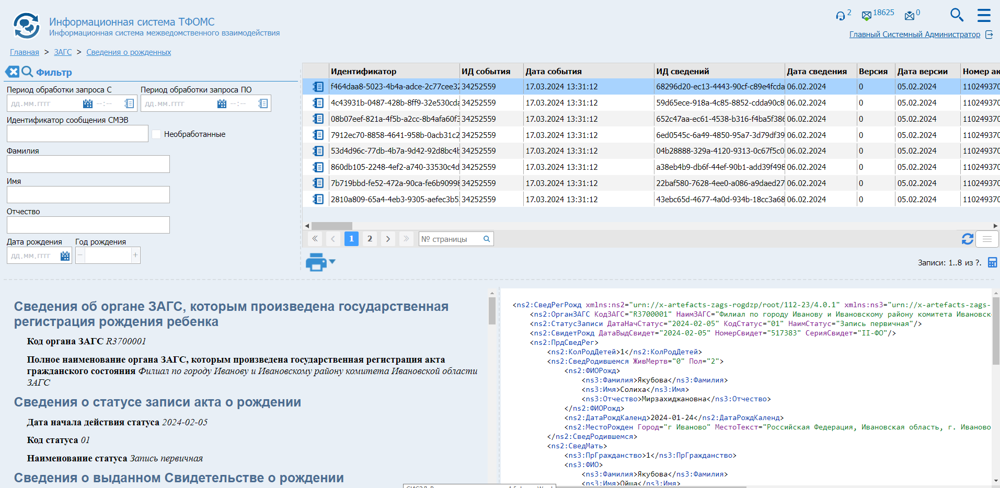 Информационная система ТФОМС
Информационная система межведомственного взаимодействия
2 18625 0
Главный Системный Администратор
Главная > ЗАГС > Сведения о рожденных
Фильтр
Период обработки запроса С Период обработки запроса ПО
дд.мм.гггг --:-- дд.мм.гггг --:--
Идентификатор сообщения СМЭВ
Необработанные
Фамилия
Имя
Отчество
Дата рождения Год рождения
дд.мм.гггг − +
Идентификатор ИД события Дата события ИД сведений Дата сведения Версия Дата версии Номер ак
f464daa8-5023-4b4a-adce-2c77cee32 34252559 17.03.2024 13:31:12 68296d20-ec13-4443-90cf-c89e4fcda 06.02.2024 0 05.02.2024 110249370
4c43931b-0487-428b-8ff9-32e530cda 34252559 17.03.2024 13:31:12 59d65ece-918a-4c85-8852-cdda90c8 06.02.2024 0 05.02.2024 110249370
08b07eef-821a-4f5b-a2cc-8b4afa60f3 34252559 17.03.2024 13:31:12 652c47aa-ec61-4538-b316-f4ba5f386 06.02.2024 0 05.02.2024 110249370
7912ec70-8858-4641-958b-0acb31c2 34252559 17.03.2024 13:31:12 6ed0545c-6a49-4850-95a7-3d79df39 06.02.2024 0 05.02.2024 110249370
53d4d96c-77db-4b7a-9d42-92d8bc4b 34252559 17.03.2024 13:31:12 04b28888-329a-4120-9313-0c67f5c0 06.02.2024 0 05.02.2024 110249370
860db105-2248-4ef2-a740-33530c4d 34252559 17.03.2024 13:31:12 a38eb4b9-db6f-44ef-90b1-add39f498 06.02.2024 0 05.02.2024 110249370
7b719bbd-fe52-472a-90ca-fe6b90998 34252559 17.03.2024 13:31:12 22baf580-7628-4ee0-a086-a9daed27 06.02.2024 0 05.02.2024 110249370
2810a809-65a4-4eb3-9305-aefec3b5. 34252559 17.03.2024 13:31:12 43ebc65d-4677-4a0d-934b-18cc3a68 06.02.2024 0 05.02.2024 110249370
« < 1 2 > » № страницы
Записи: 1..8 из ?.
Сведения об органе ЗАГС, которым произведена государственная
регистрация рождения ребенка
Код органа ЗАГС R3700001
Полное наименование органа ЗАГС, которым произведена государственная регистрация акта
гражданского состояния Филиал по городу Иванову и Ивановскому району комитета Ивановской области
ЗАГС
Сведения о статусе записи акта о рождении
Дата начала действия статуса 2024-02-05
Код статуса 01
Наименование статуса Запись первичная
Сведения о выданном Свидетельстве о рождении
<ns2:СведРегРожд xmlns:ns2="urn://x-artefacts-zags-rogdzp/root/112-23/4.0.1" xmlns:ns3="urn://x-artefacts-zags-
<ns2:ОрганЗАГС КодЗАГС="R3700001" НаимЗАГС="Филиал по городу Иванову и Ивановскому району комитета Ивановск
<ns2:СтатусЗаписи ДатаНачСтатус="2024-02-05" КодСтатус="01" НаимСтатус="Запись первичная"/>
<ns2:СвидетРожд ДатаВыдСвидет="2024-02-05" НомерСвидет="517383" СерияСвидет="II-ФО"/>
<ns2:ПрдСведРег>
<ns2:КолРодДетей>1</ns2:КолРодДетей>
<ns2:СведРодившемся ЖивМертв="0" Пол="2">
<ns2:ФИОРожд>
<ns3:Фамилия>Якубова</ns3:Фамилия>
<ns3:Имя>Солиха</ns3:Имя>
<ns3:Отчество>Мирзахиджановна</ns3:Отчество>
</ns2:ФИОРожд>
<ns2:ДатаРождКаленд>2024-01-24</ns2:ДатаРождКаленд>
<ns2:МестоРожден Город="г Иваново" МестоТекст="Российская Федерация, Ивановская область, г. Иваново
</ns2:СведРодившемся>
<ns2:СведМать>
<ns3:ПрГражданство>1</ns3:ПрГражданство>
<ns3:ФИО>
<ns3:Фамилия>Якубова</ns3:Фамилия>
<ns3:Имя>Ойша</ns3:Имя>